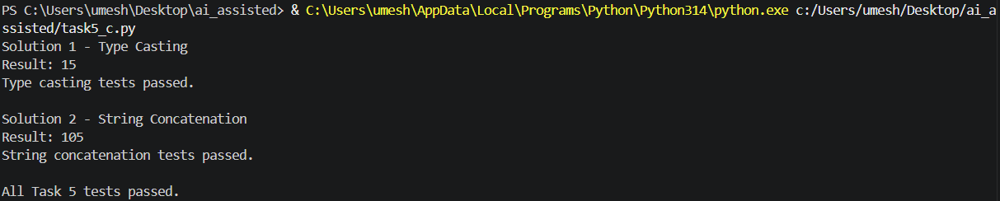 PS C:\Users\umesh\Desktop\ai_assisted> & C:\Users\umesh\AppData\Local\Programs\Python\Python314\python.exe c:/Users/umesh/Desktop/ai_a
ssisted/task5_c.py
Solution 1 - Type Casting
Result: 15
Type casting tests passed.

Solution 2 - String Concatenation
Result: 105
String concatenation tests passed.

All Task 5 tests passed.